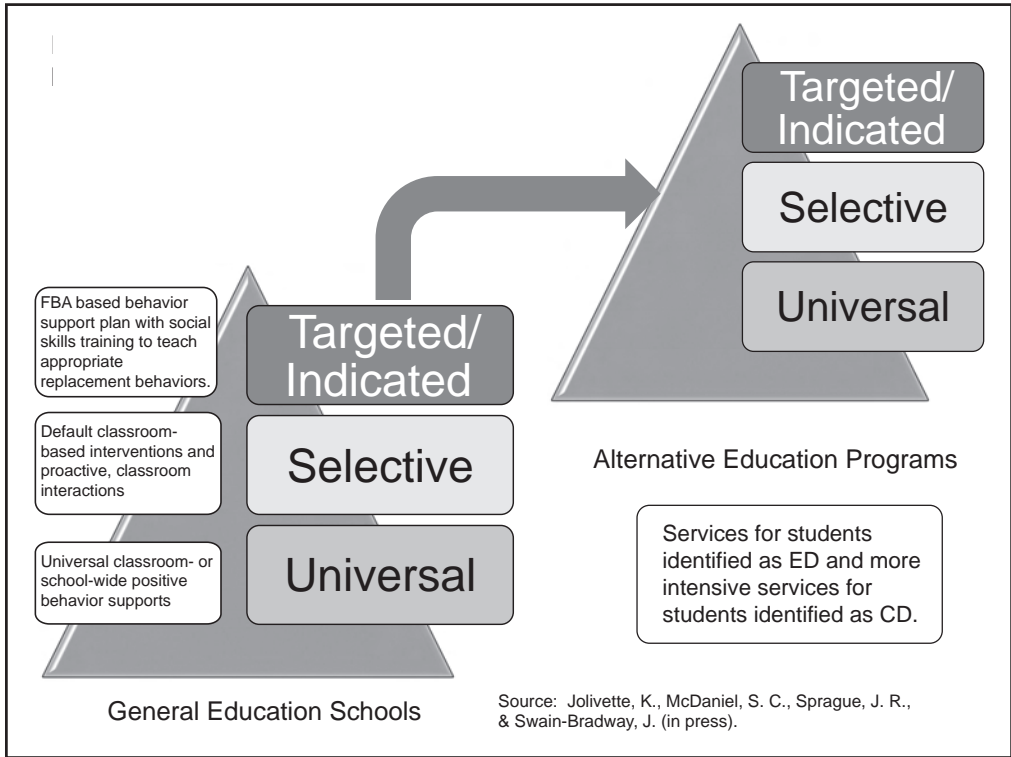 Targeted/
Indicated
Selective
Universal
Alternative Education Programs
Services for students
identified as ED and more
intensive services for
students identified as CD.
FBA based behavior
support plan with social
skills training to teach
appropriate
replacement behaviors.
Targeted/
Indicated
Default classroom-
based interventions and
proactive, classroom
interactions
Selective
Universal classroom- or
school-wide positive
behavior supports
Universal
General Education Schools
Source: Jolivette, K., McDaniel, S. C., Sprague, J. R.,
& Swain-Bradway, J. (in press).